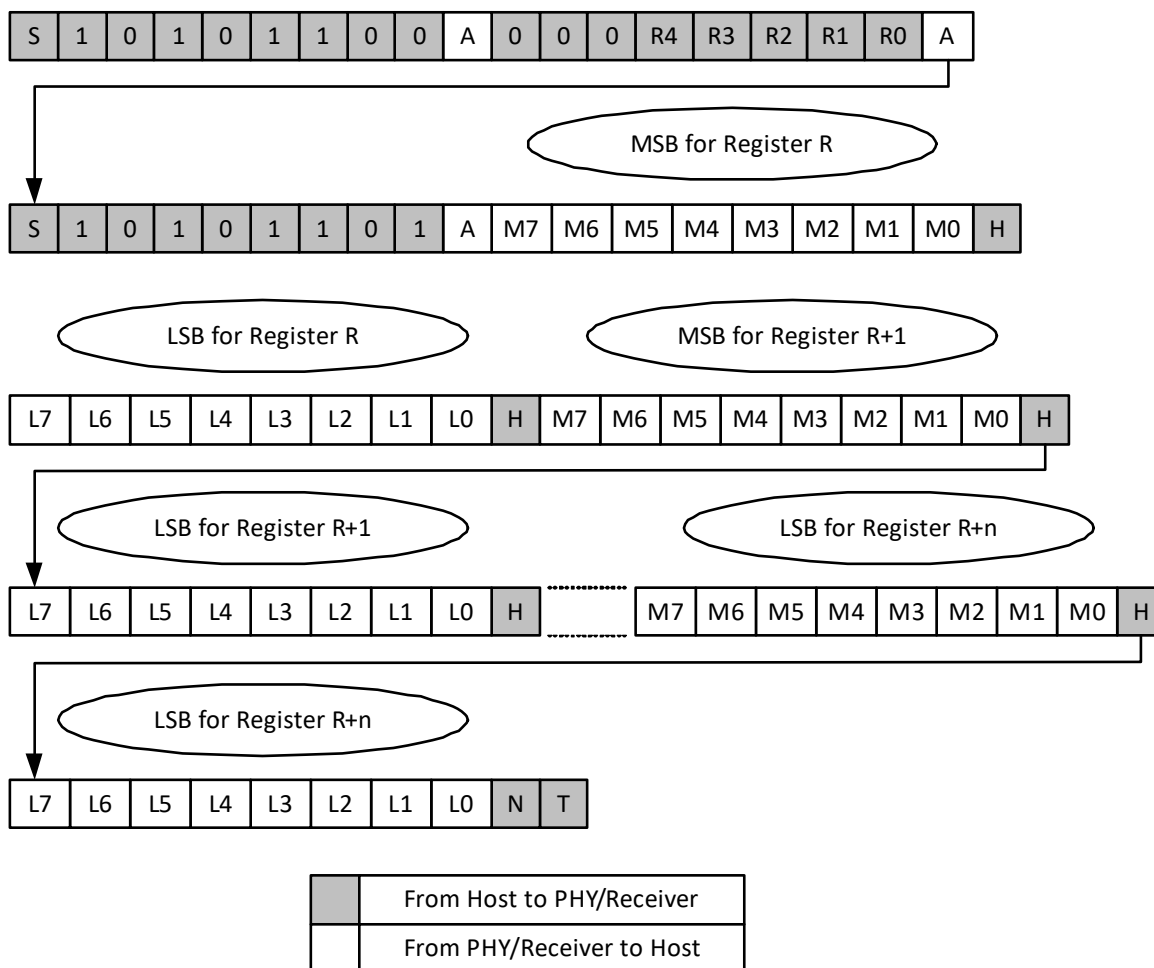 S 1 0 1 0 1 1 0 0 A 0 0 0 R4 R3 R2 R1 R0 A
MSB for Register R
S 1 0 1 0 1 1 0 1 A M7 M6 M5 M4 M3 M2 M1 M0 H
LSB for Register R MSB for Register R+1
L7 L6 L5 L4 L3 L2 L1 L0 H M7 M6 M5 M4 M3 M2 M1 M0 H
LSB for Register R+1 LSB for Register R+n
L7 L6 L5 L4 L3 L2 L1 L0 H M7 M6 M5 M4 M3 M2 M1 M0 H
LSB for Register R+n
L7 L6 L5 L4 L3 L2 L1 L0 N T
From Host to PHY/Receiver
From PHY/Receiver to Host